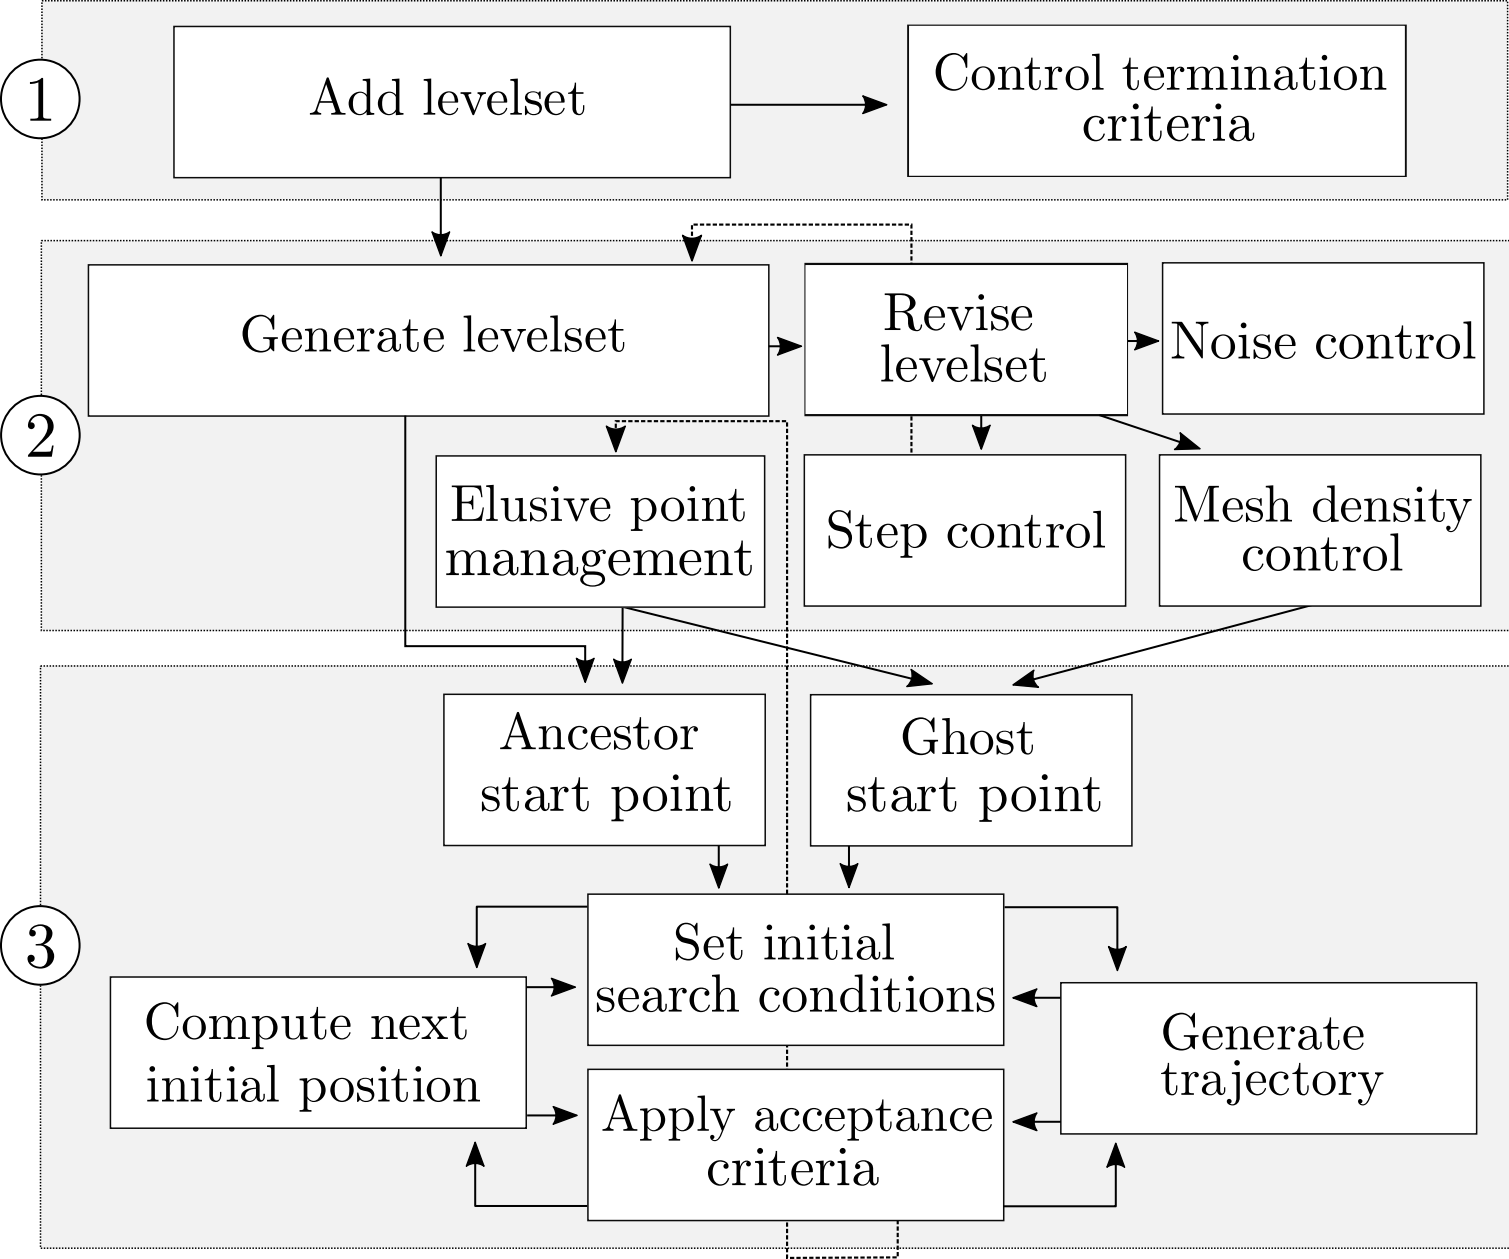 1
Add levelset
Control termination
criteria
2
Generate levelset
Revise
levelset
Noise control
Elusive point
management
Step control
Mesh density
control
3
Ancestor
start point
Ghost
start point
Set initial
search conditions
Compute next
initial position
Generate
trajectory
Apply acceptance
criteria